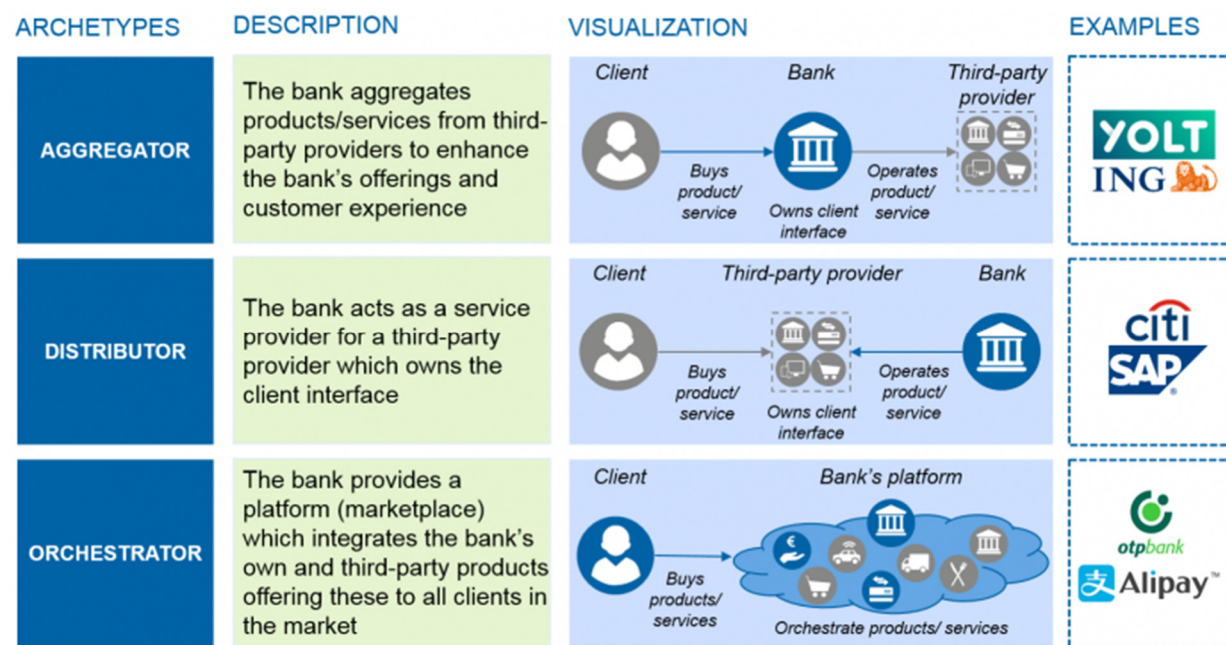 ARCHETYPES
DESCRIPTION
VISUALIZATION
EXAMPLES
AGGREGATOR
The bank aggregates
products/services from third-
party providers to enhance
the bank's offerings and
customer experience
Client
Bank
Third-party
provider
Buys
product/
service
Owns client
interface
Operates
product/
service
YOLT
ING
DISTRIBUTOR
The bank acts as a service
provider for a third-party
provider which owns the
client interface
Client
Third-party provider
Bank
Buys
product/
service
Owns client
interface
Operates
product/
service
citi
SAP
®
ORCHESTRATOR
The bank provides a
platform (marketplace)
which integrates the bank's
own and third-party products
offering these to all clients in
the market
Client
Bank's platform
€
Buys
products/
services
Orchestrate products/ services
otpbank
支 Alipay™